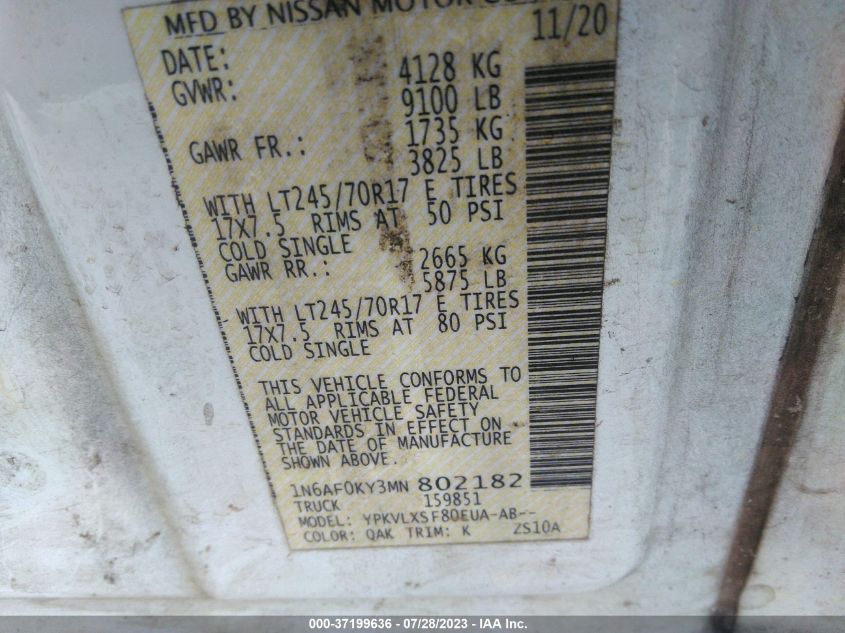 MFD BY NISSAN MOTOR CO
DATE: 11/20
GVWR: 4128 KG
9100 LB
GAWR FR.: 1735 KG
3825 LB
WITH LT245/70R17 E TIRES
17X7.5 RIMS AT 50 PSI
COLD SINGLE
GAWR RR.: 2665 KG
5875 LB
WITH LT245/70R17 E TIRES
17X7.5 RIMS AT 80 PSI
COLD SINGLE
THIS VEHICLE CONFORMS TO
ALL APPLICABLE FEDERAL
MOTOR VEHICLE SAFETY
STANDARDS IN EFFECT ON
THE DATE OF MANUFACTURE
SHOWN ABOVE.
1N6AF0KY3MN 802182
TRUCK 159851
MODEL: YPKVLXSF80EUA-AB--
COLOR: QAK TRIM: K ZS10A
000-37199636 - 07/28/2023 - IAA Inc.